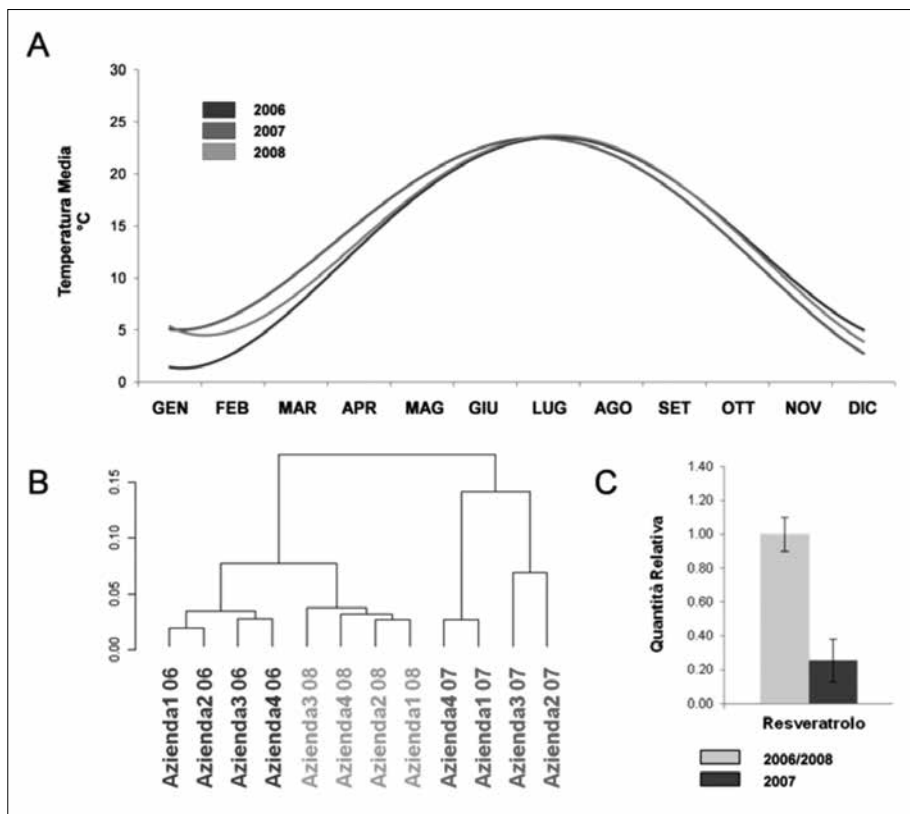 A
30
25
20
15
10
5
0
Temperatura Media
°C
2006
2007
2008
GEN FEB MAR APR MAG GIU LUG AGO SET OTT NOV DIC
B
0.15
0.10
0.05
0.00
Azienda1 06
Azienda2 06
Azienda3 06
Azienda4 06
Azienda3 08
Azienda4 08
Azienda2 08
Azienda1 08
Azienda4 07
Azienda1 07
Azienda3 07
Azienda2 07
C
Quantità Relativa
1.40
1.20
1.00
0.80
0.60
0.40
0.20
0.00
Resveratrolo
2006/2008
2007